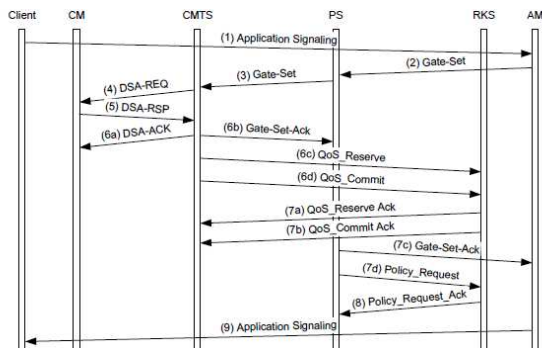 Client CM CMTS PS RKS AM
(1) Application Signaling
(2) Gate-Set
(3) Gate-Set
(4) DSA-REQ
(5) DSA-RSP
(6a) DSA-ACK
(6b) Gate-Set-Ack
(6c) QoS_Reserve
(6d) QoS_Commit
(7a) QoS_Reserve Ack
(7b) QoS_Commit Ack
(7c) Gate-Set-Ack
(7d) Policy_Request
(8) Policy_Request_Ack
(9) Application Signaling